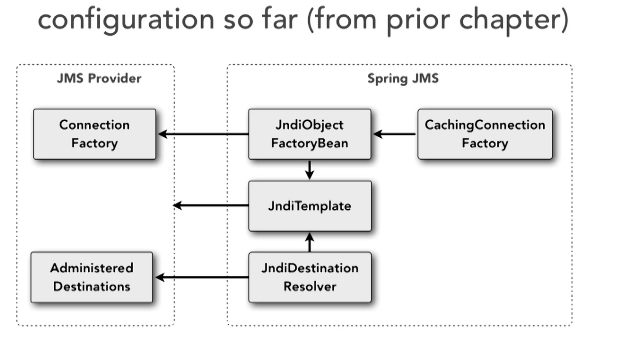 configuration so far (from prior chapter)
JMS Provider
Spring JMS
Connection
Factory
JndiObject
FactoryBean
CachingConnection
Factory
JndiTemplate
Administered
Destinations
JndiDestination
Resolver